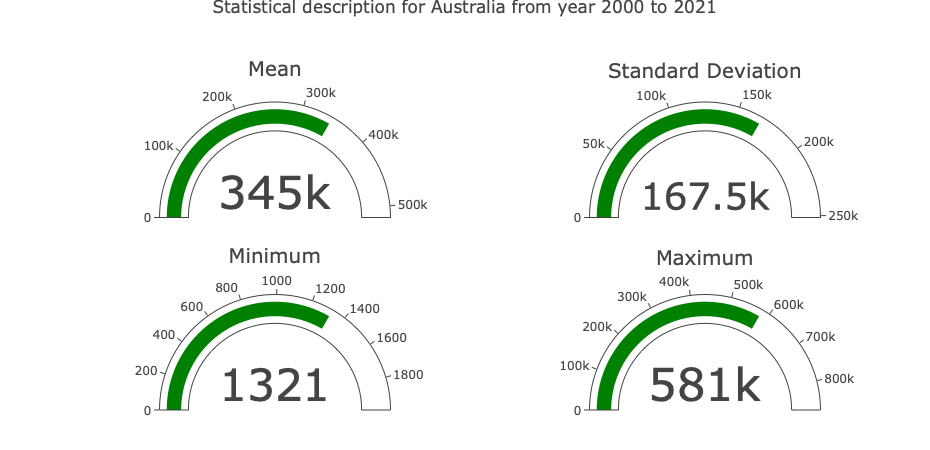 Statistical description for Australia from year 2000 to 2021
Mean
0
100k
200k
300k
400k
500k
345k
Standard Deviation
0
50k
100k
150k
200k
250k
167.5k
Minimum
0
200
400
600
800
1000
1200
1400
1600
1800
1321
Maximum
0
100k
200k
300k
400k
500k
600k
700k
800k
581k